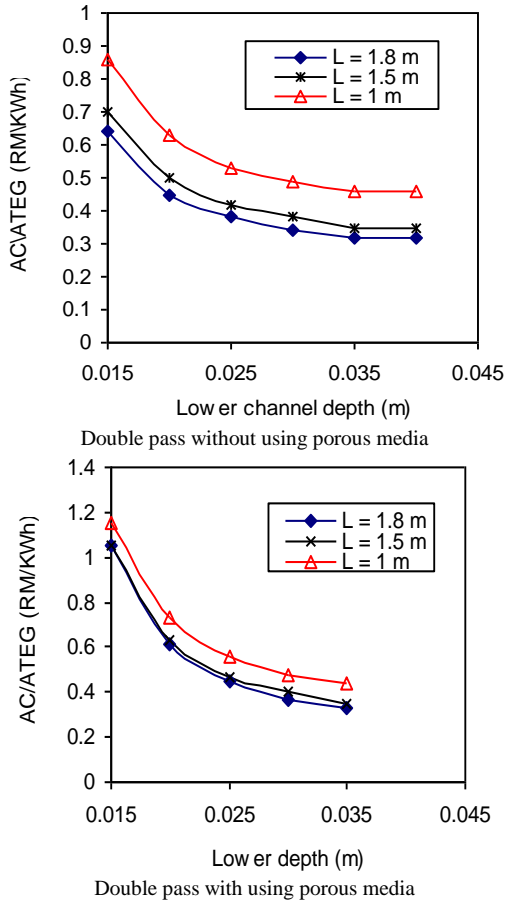 1
0.9
0.8
0.7
0.6
0.5
0.4
0.3
0.2
0.1
0
AC\ATEG (RM\KWh)
L = 1.8 m
L = 1.5 m
L = 1 m
0.015 0.025 0.035 0.045
Low er channel depth (m)
Double pass without using porous media
1.4
1.2
1
0.8
0.6
0.4
0.2
0
AC/ATEG (RM/KWh)
L = 1.8 m
L = 1.5 m
L = 1 m
0.015 0.025 0.035 0.045
Low er depth (m)
Double pass with using porous media